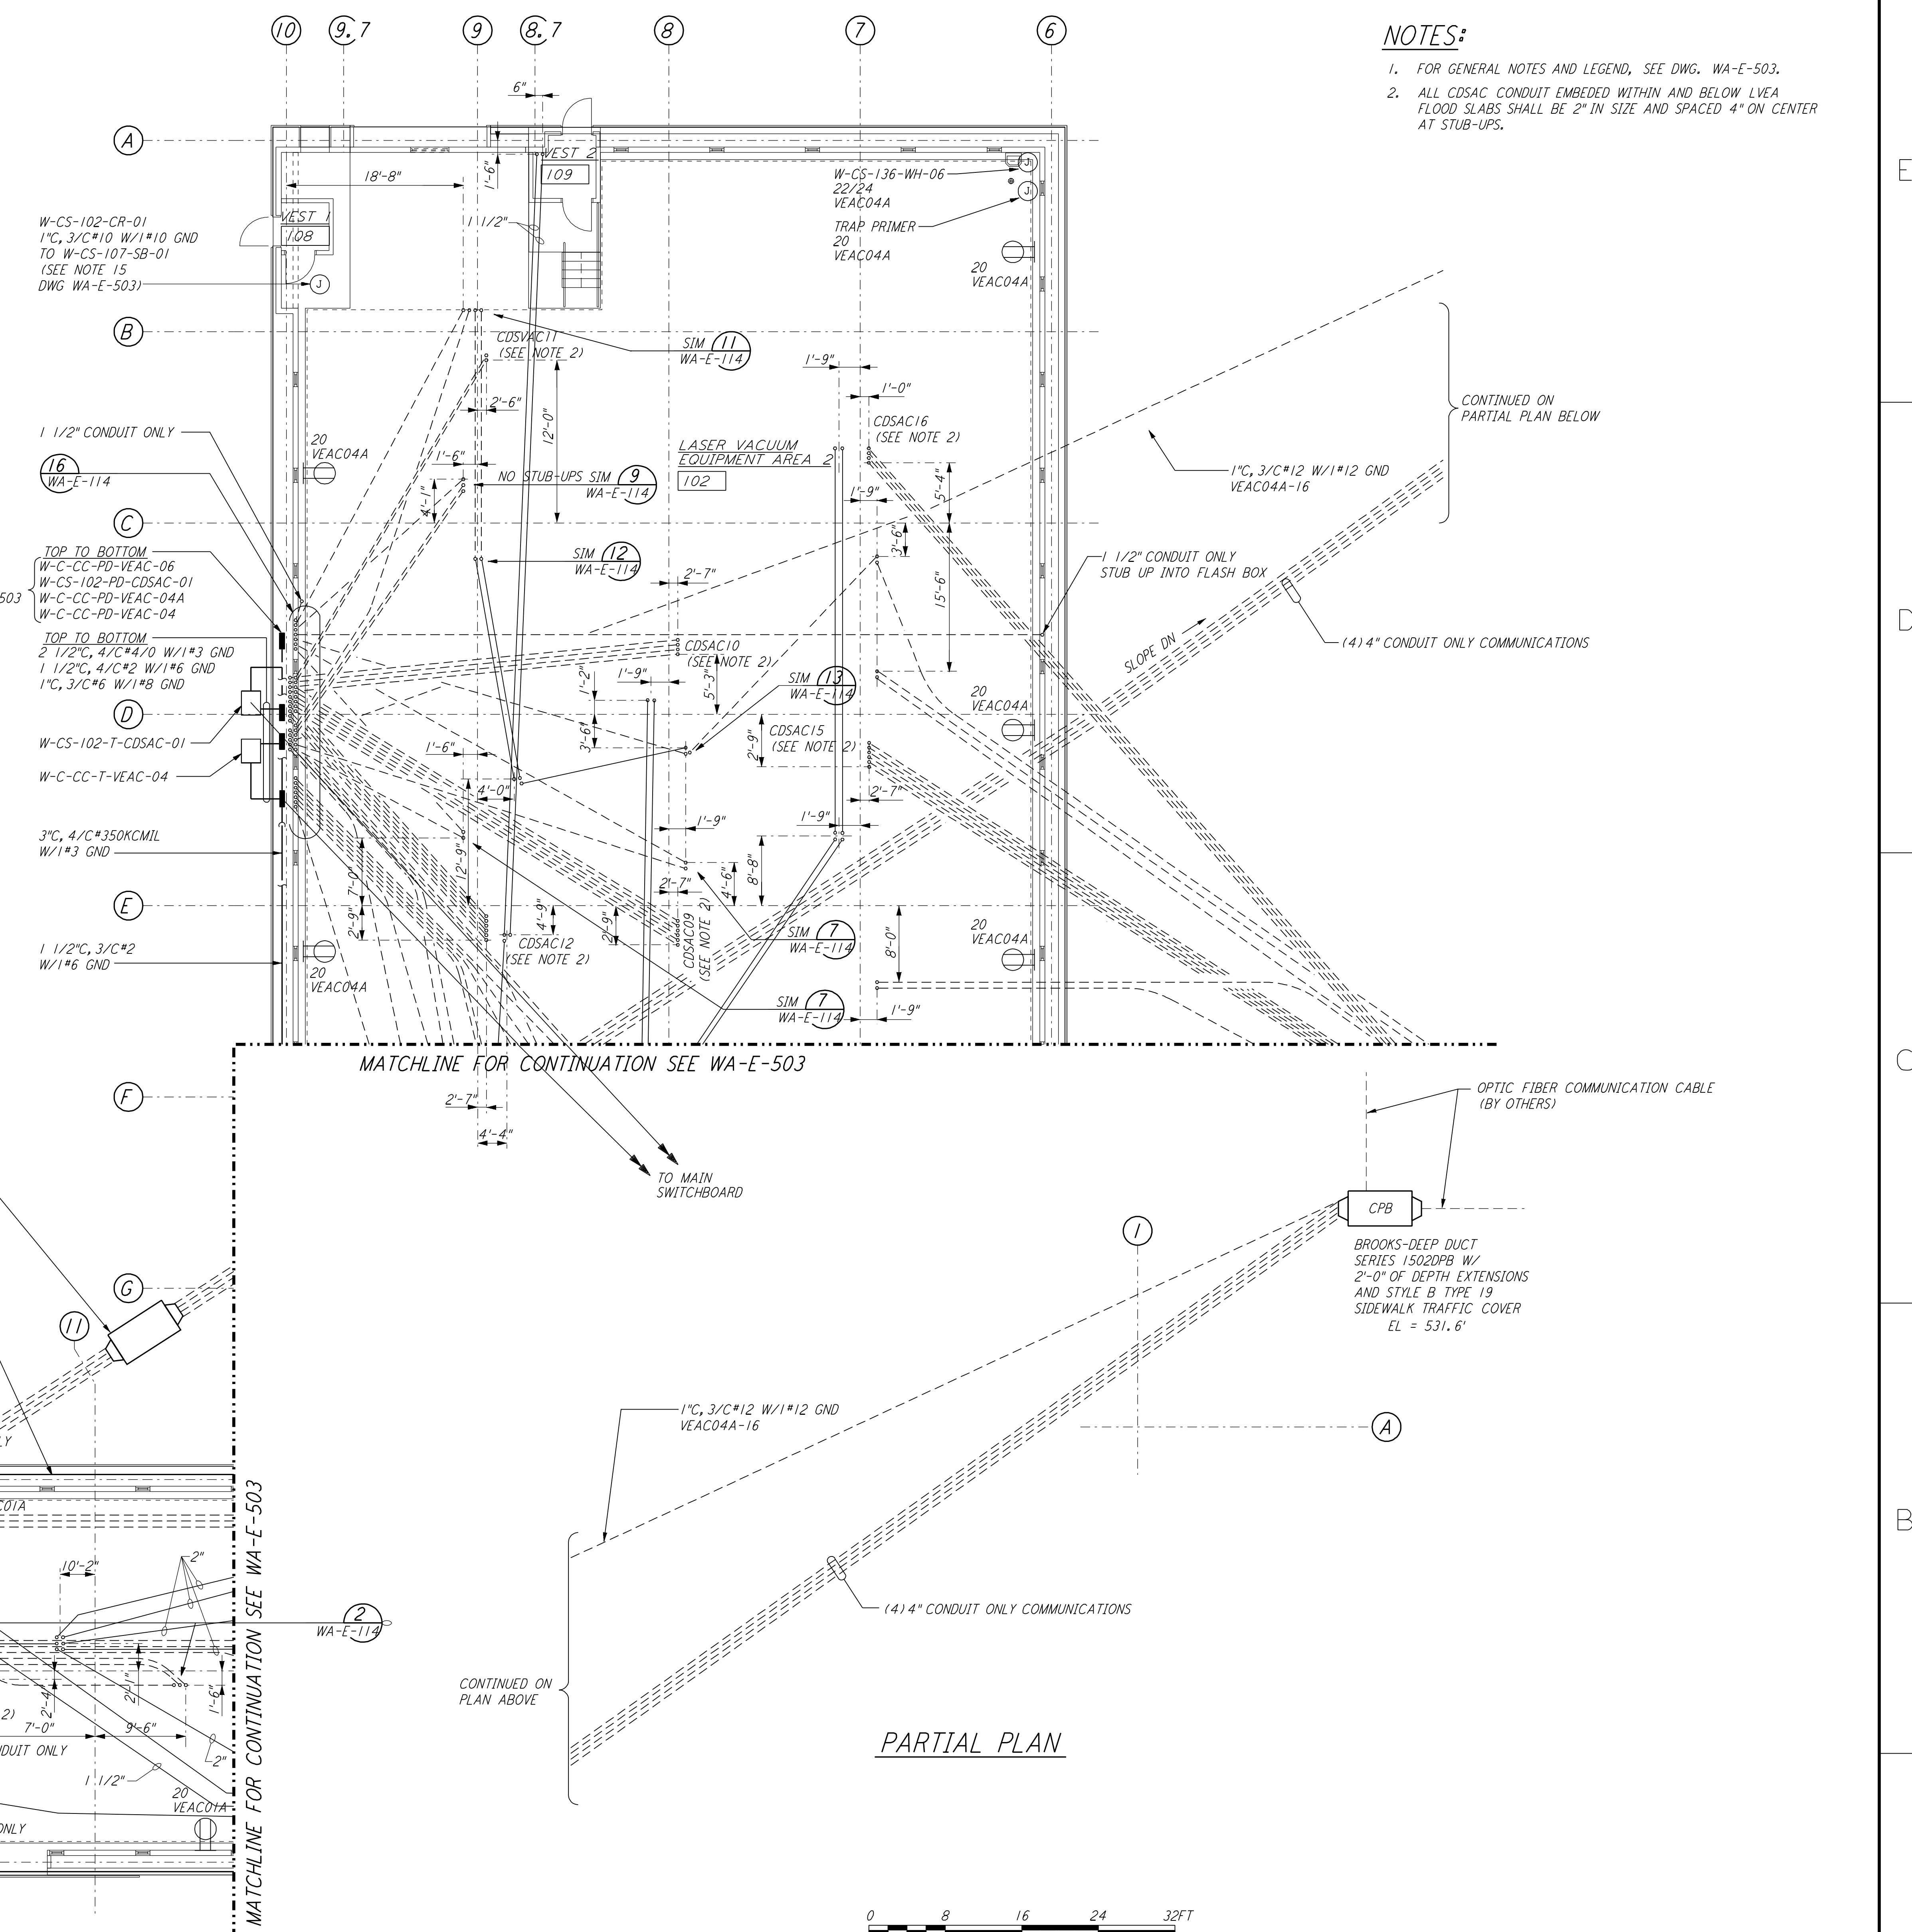 10 9.7 9 8.7 8 7 6
NOTES:
1. FOR GENERAL NOTES AND LEGEND, SEE DWG. WA-E-503.
2. ALL CDSAC CONDUIT EMBEDED WITHIN AND BELOW LVEA
FLOOD SLABS SHALL BE 2" IN SIZE AND SPACED 4" ON CENTER
AT STUB-UPS.
E
6"
A
VEST 2
109
1'-6"
18'-8"
W-CS-136-WH-06
22/24
VEAC04A
J
J
TRAP PRIMER
20
VEAC04A
W-CS-102-CR-01
1"C, 3/C#10 W/1#10 GND
TO W-CS-107-SB-01
(SEE NOTE 15
DWG WA-E-503)
VEST 1
108
J
1 1/2"
20
VEAC04A
B
CDSVAC11
(SEE NOTE 2)
SIM 11
WA-E-114
1'-9"
1'-0"
2'-6"
12'-0"
CDSAC16
(SEE NOTE 2)
CONTINUED ON
PARTIAL PLAN BELOW
1 1/2" CONDUIT ONLY
20
VEAC04A
16
WA-E-114
1'-6"
LASER VACUUM
EQUIPMENT AREA 2
102
NO STUB-UPS SIM 9
WA-E-114
4'-1"
1'-9"
5'-4"
1"C, 3/C#12 W/1#12 GND
VEAC04A-16
C
TOP TO BOTTOM
W-C-CC-PD-VEAC-06
W-CS-102-PD-CDSAC-01
W-C-CC-PD-VEAC-04A
W-C-CC-PD-VEAC-04
503
SIM 12
WA-E-114
3'-6"
15'-6"
2'-7"
1 1/2" CONDUIT ONLY
STUB UP INTO FLASH BOX
D
TOP TO BOTTOM
2 1/2"C, 4/C#4/0 W/1#3 GND
1 1/2"C, 4/C#2 W/1#6 GND
1"C, 3/C#6 W/1#8 GND
CDSAC10
(SEE NOTE 2)
SLOPE DN
(4) 4" CONDUIT ONLY COMMUNICATIONS
1'-2"
1'-9"
5'-3"
SIM 13
WA-E-114
20
VEAC04A
D
W-CS-102-T-CDSAC-01
3'-6"
CDSAC15
(SEE NOTE 2)
2'-9"
1'-6"
W-C-CC-T-VEAC-04
4'-0"
2'-7"
1'-9"
1'-9"
3"C, 4/C#350KCMIL
W/1#3 GND
12'-9"
7'-0"
8'-8"
4'-6"
2'-7"
E
2'-9"
4'-9"
2'-9"
CDSAC09
(SEE NOTE 2)
CDSAC12
(SEE NOTE 2)
SIM 7
WA-E-114
8'-0"
20
VEAC04A
1 1/2"C, 3/C#2
W/1#6 GND
20
VEAC04A
SIM 7
WA-E-114
1'-9"
MATCHLINE FOR CONTINUATION SEE WA-E-503
C
F
2'-7"
4'-4"
OPTIC FIBER COMMUNICATION CABLE
(BY OTHERS)
TO MAIN
SWITCHBOARD
CPB
1
BROOKS-DEEP DUCT
SERIES 1502DPB W/
2'-0" OF DEPTH EXTENSIONS
AND STYLE B TYPE 19
SIDEWALK TRAFFIC COVER
EL = 531.6'
G
11
1"C, 3/C#12 W/1#12 GND
VEAC04A-16
A
LY
C01A
B
10'-2"
2"
MATCHLINE FOR CONTINUATION SEE WA-E-503
2
WA-E-114
(4) 4" CONDUIT ONLY COMMUNICATIONS
2'-4"
2'-1"
1'-6"
2)
7'-0"
9'-6"
CONTINUED ON
PLAN ABOVE
NDUIT ONLY
2"
1 1/2"
20
VEAC01A
ONLY
PARTIAL PLAN
0 8 16 24 32FT